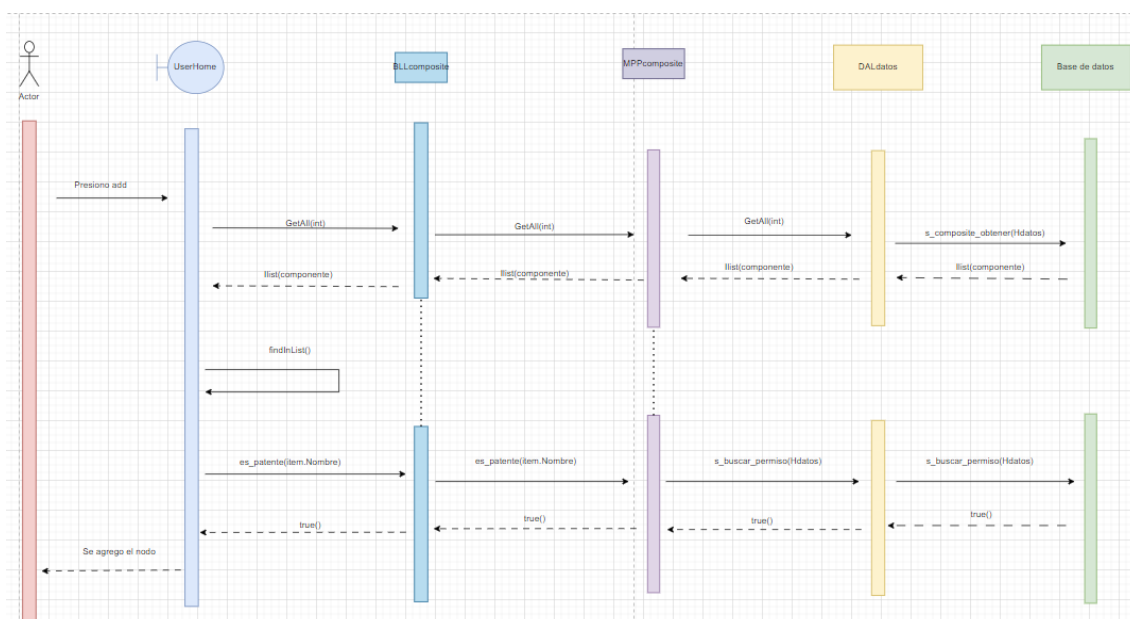 Actor
UserHome
BLLcomposite
MPPcomposite
DALdatos
Base de datos
Presiono add
GetAll(int)
GetAll(int)
GetAll(int)
s_composite_obtener(Hdatos)
Ilist(componente)
Ilist(componente)
Ilist(componente)
Ilist(componente)
findInList()
es_patente(item.Nombre)
es_patente(item.Nombre)
s_buscar_permiso(Hdatos)
s_buscar_permiso(Hdatos)
true()
true()
true()
true()
Se agrego el nodo